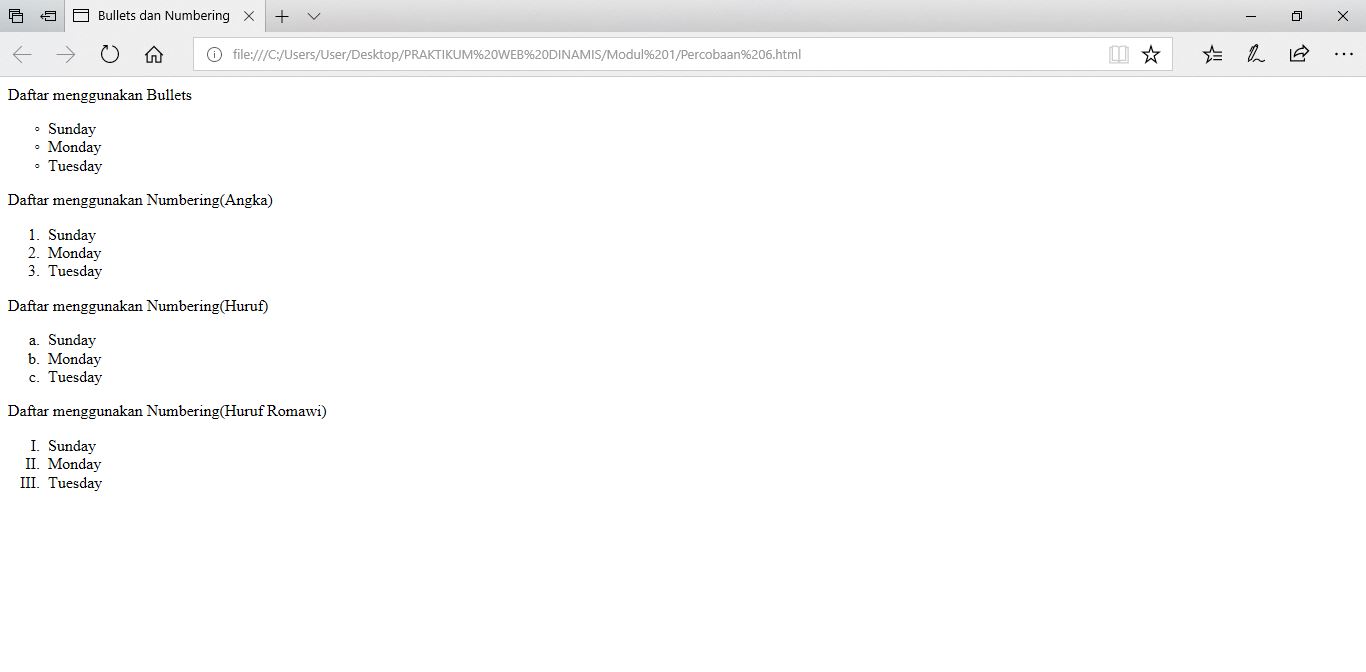 Bullets dan Numbering
file:///C:/Users/User/Desktop/PRAKTIKUM%20WEB%20DINAMIS/Modul%201/Percobaan%206.html
Daftar menggunakan Bullets
◦ Sunday
◦ Monday
◦ Tuesday
Daftar menggunakan Numbering(Angka)
1. Sunday
2. Monday
3. Tuesday
Daftar menggunakan Numbering(Huruf)
a. Sunday
b. Monday
c. Tuesday
Daftar menggunakan Numbering(Huruf Romawi)
I. Sunday
II. Monday
III. Tuesday